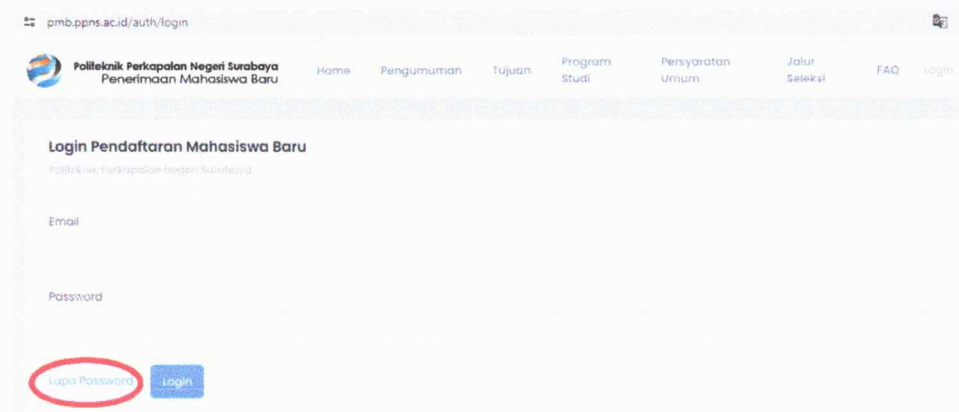 pmb.ppns.ac.id/auth/login
Politeknik Perkapalan Negeri Surabaya
Penerimaan Mahasiswa Baru
Home
Pengumuman
Tujuan
Program
Studi
Persyaratan
Umum
Jalur
Seleksi
FAQ
Login
Login Pendaftaran Mahasiswa Baru
Politeknik Perkapalan Negeri Surabaya
Email
Password
Lupa Password
Login